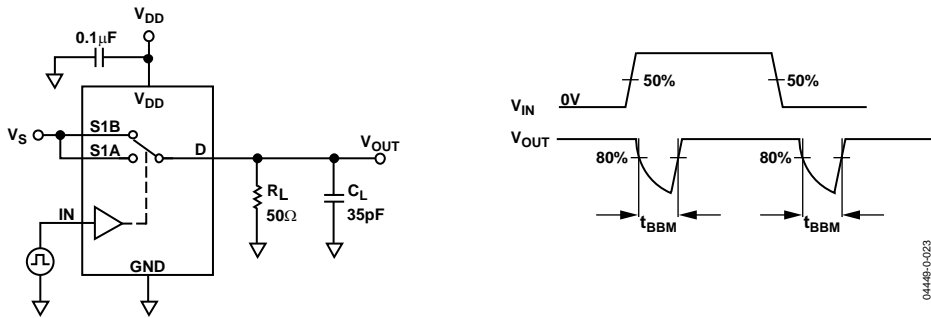 VDD
0.1μF
VDD
VS
S1B
S1A
D
VOUT
RL
50Ω
CL
35pF
IN
GND
VIN
0V
50%
50%
VOUT
80%
80%
tBBM
tBBM
04449-0-023